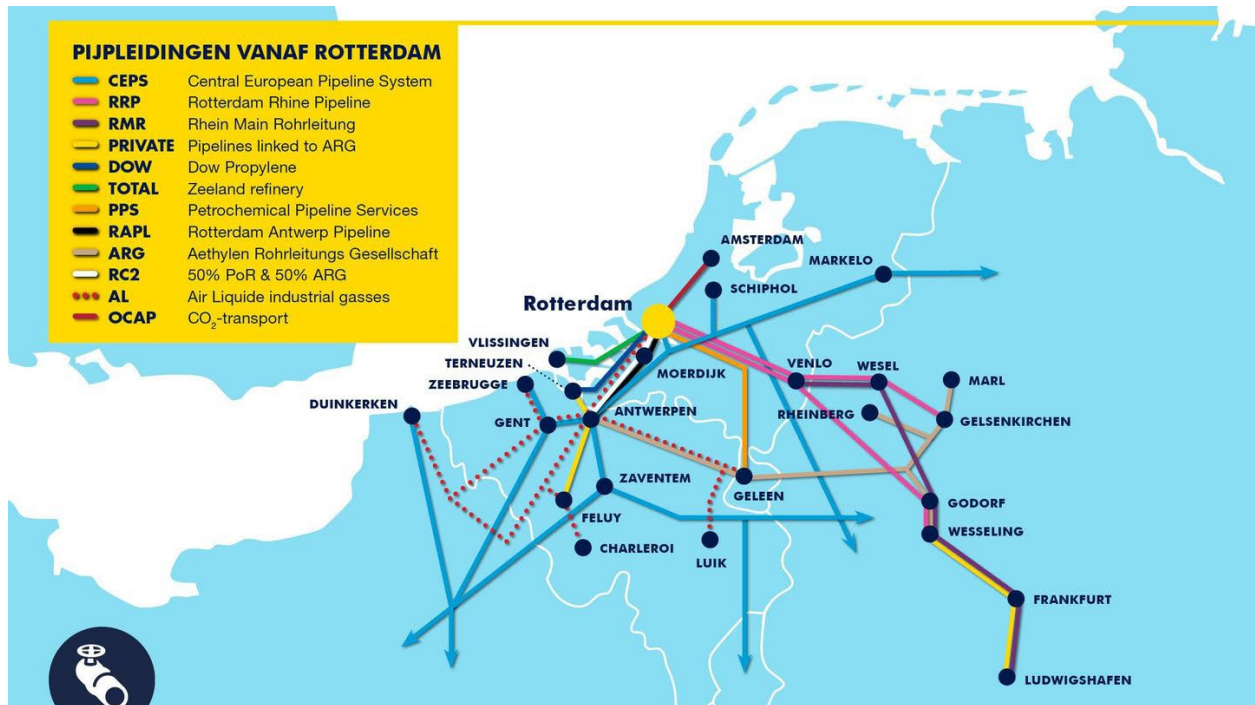 PIJPLEIDINGEN VANAF ROTTERDAM
CEPS Central European Pipeline System
RRP Rotterdam Rhine Pipeline
RMR Rhein Main Rohrleitung
PRIVATE Pipelines linked to ARG
DOW Dow Propylene
TOTAL Zeeland refinery
PPS Petrochemical Pipeline Services
RAPL Rotterdam Antwerp Pipeline
ARG Aethylen Rohrleitungs Gesellschaft
RC2 50% PoR & 50% ARG
AL Air Liquide industrial gasses
OCAP CO₂-transport
AMSTERDAM
MARKELO
SCHIPHOL
Rotterdam
VLISSINGEN
TERNEUZEN
ZEEBRUGGE
MOERDIJK
VENLO
WESEL
MARL
DUINKERKEN
GENT
ANTWERPEN
RHEINBERG
GELSENKIRCHEN
ZAVENTEM
GELEEN
GODORF
FELUY
WESSELING
CHARLEROI
LUIK
FRANKFURT
LUDWIGSHAFEN